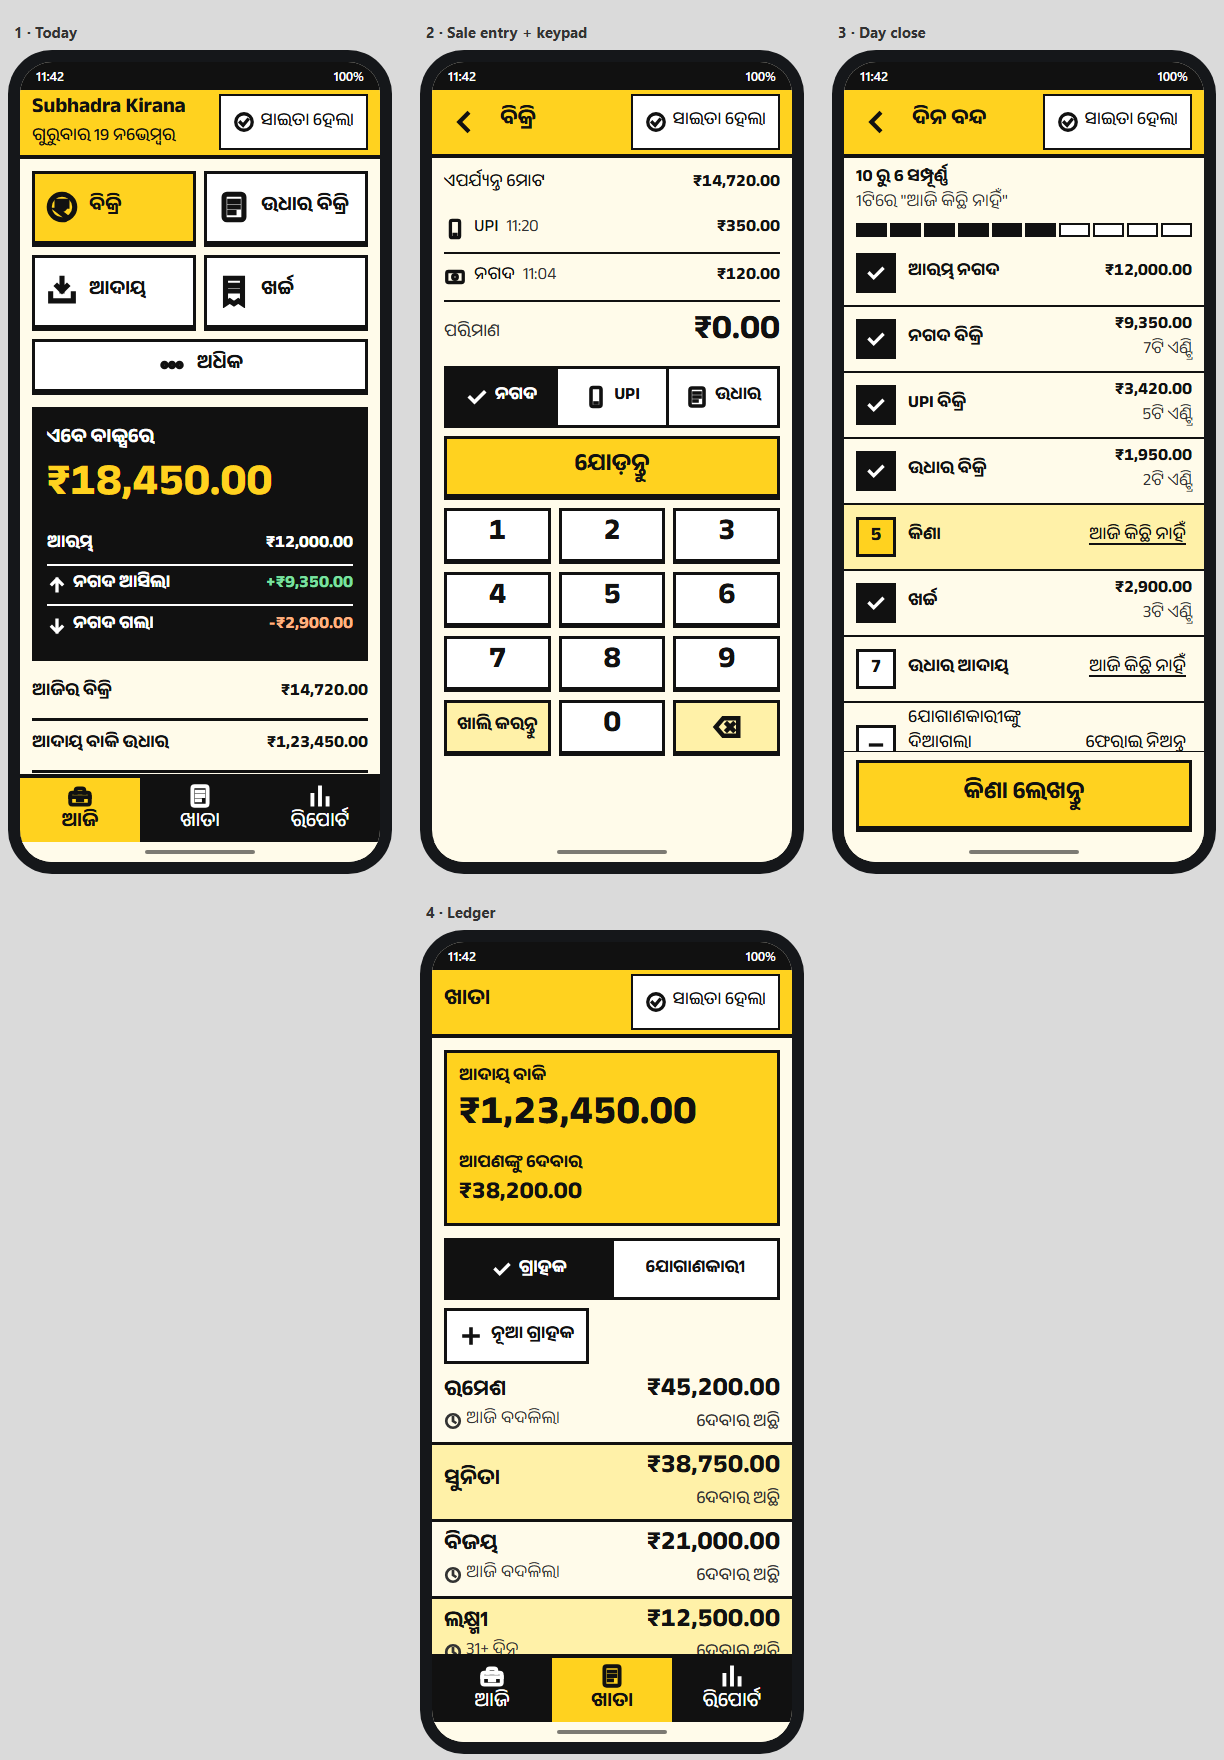 1 · Today
11:42 100%
Subhadra Kirana
ଗୁରୁବାର 19 ନଭେମ୍ବର
ସାଇତା ହେଲା
ବିକ୍ରି
ଉଧାର ବିକ୍ରି
ଆଦାୟ
ଖର୍ଚ୍ଚ
ଅଧିକ
ଏବେ ବାକ୍ସରେ
₹18,450.00
ଆରମ୍ଭ ₹12,000.00
ନଗଦ ଆସିଲା +₹9,350.00
ନଗଦ ଗଲା -₹2,900.00
ଆଜିର ବିକ୍ରି ₹14,720.00
ଆଦାୟ ବାକି ଉଧାର ₹1,23,450.00
ଆଜି
ଖାତା
ରିପୋର୍ଟ
2 · Sale entry + keypad
11:42 100%
ବିକ୍ରି
ସାଇତା ହେଲା
ଏପର୍ଯ୍ୟନ୍ତ ମୋଟ ₹14,720.00
UPI 11:20 ₹350.00
ନଗଦ 11:04 ₹120.00
ପରିମାଣ ₹0.00
ନଗଦ
UPI
ଉଧାର
ଯୋଡ଼ନ୍ତୁ
1 2 3
4 5 6
7 8 9
ଖାଲି କରନ୍ତୁ 0
3 · Day close
11:42 100%
ଦିନ ବନ୍ଦ
ସାଇତା ହେଲା
10 ରୁ 6 ସମ୍ପୂର୍ଣ୍ଣ
1ଟିରେ "ଆଜି କିଛି ନାହିଁ"
ଆରମ୍ଭ ନଗଦ ₹12,000.00
ନଗଦ ବିକ୍ରି ₹9,350.00
7ଟି ଏଣ୍ଟ୍ରି
UPI ବିକ୍ରି ₹3,420.00
5ଟି ଏଣ୍ଟ୍ରି
ଉଧାର ବିକ୍ରି ₹1,950.00
2ଟି ଏଣ୍ଟ୍ରି
5 କିଣା ଆଜି କିଛି ନାହିଁ
ଖର୍ଚ୍ଚ ₹2,900.00
3ଟି ଏଣ୍ଟ୍ରି
7 ଉଧାର ଆଦାୟ ଆଜି କିଛି ନାହିଁ
ଯୋଗାଣକାରୀଙ୍କୁ
ଦିଆଗଲା ଫେରାଇ ନିଅନ୍ତୁ
କିଣା ଲେଖନ୍ତୁ
4 · Ledger
11:42 100%
ଖାତା
ସାଇତା ହେଲା
ଆଦାୟ ବାକି
₹1,23,450.00
ଆପଣଙ୍କୁ ଦେବାର
₹38,200.00
ଗ୍ରାହକ
ଯୋଗାଣକାରୀ
ନୂଆ ଗ୍ରାହକ
ରମେଶ ₹45,200.00
ଆଜି ବଦଳିଲା ଦେବାର ଅଛି
ସୁନିତା ₹38,750.00
ଦେବାର ଅଛି
ବିଜୟ ₹21,000.00
ଆଜି ବଦଳିଲା ଦେବାର ଅଛି
ଲକ୍ଷ୍ମୀ ₹12,500.00
31+ ଦିନ ଦେବାର ଅଛି
ଆଜି
ଖାତା
ରିପୋର୍ଟ